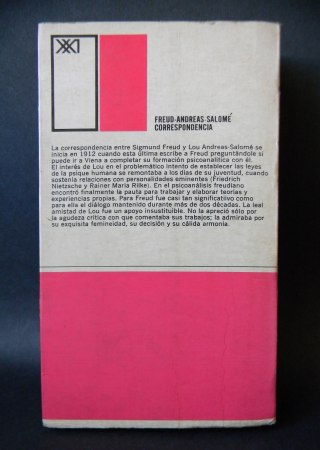 XXI
FREUD-ANDREAS-SALOMÉ
CORRESPONDENCIA
La correspondencia entre Sigmund Freud y Lou Andreas-Salomé se
inicia en 1912 cuando esta última escribe a Freud preguntándole si
puede ir a Viena a completar su formación psicoanalítica con él.
El interés de Lou en el problemático intento de establecer las leyes
de la psique humana se remontaba a los días de su juventud, cuando
sostenía relaciones con personalidades eminentes (Friedrich
Nietzsche y Rainer Maria Rilke). En el psicoanálisis freudiano
encontró finalmente la pauta para trabajar y elaborar teorías y
experiencias propias. Para Freud fue casi tan significativo como
para ella el diálogo mantenido durante más de dos décadas. La leal
amistad de Lou fue un apoyo insustituible. No la apreció sólo por
la agudeza crítica con que comentaba sus trabajos; la admiraba por
su exquisita femineidad, su decisión y su cálida armonía.